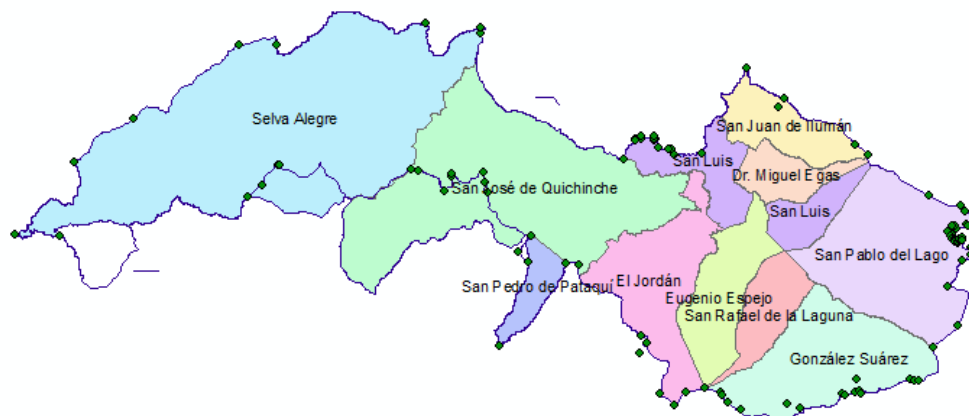 Selva Alegre
San Juan de Ilumán
San Luis
Dr. Miguel Egas
San José de Quichinche
San Luis
San Pablo del Lago
El Jordán
San Pedro de Pataquí
Eugenio Espejo
San Rafael de la Laguna
González Suárez